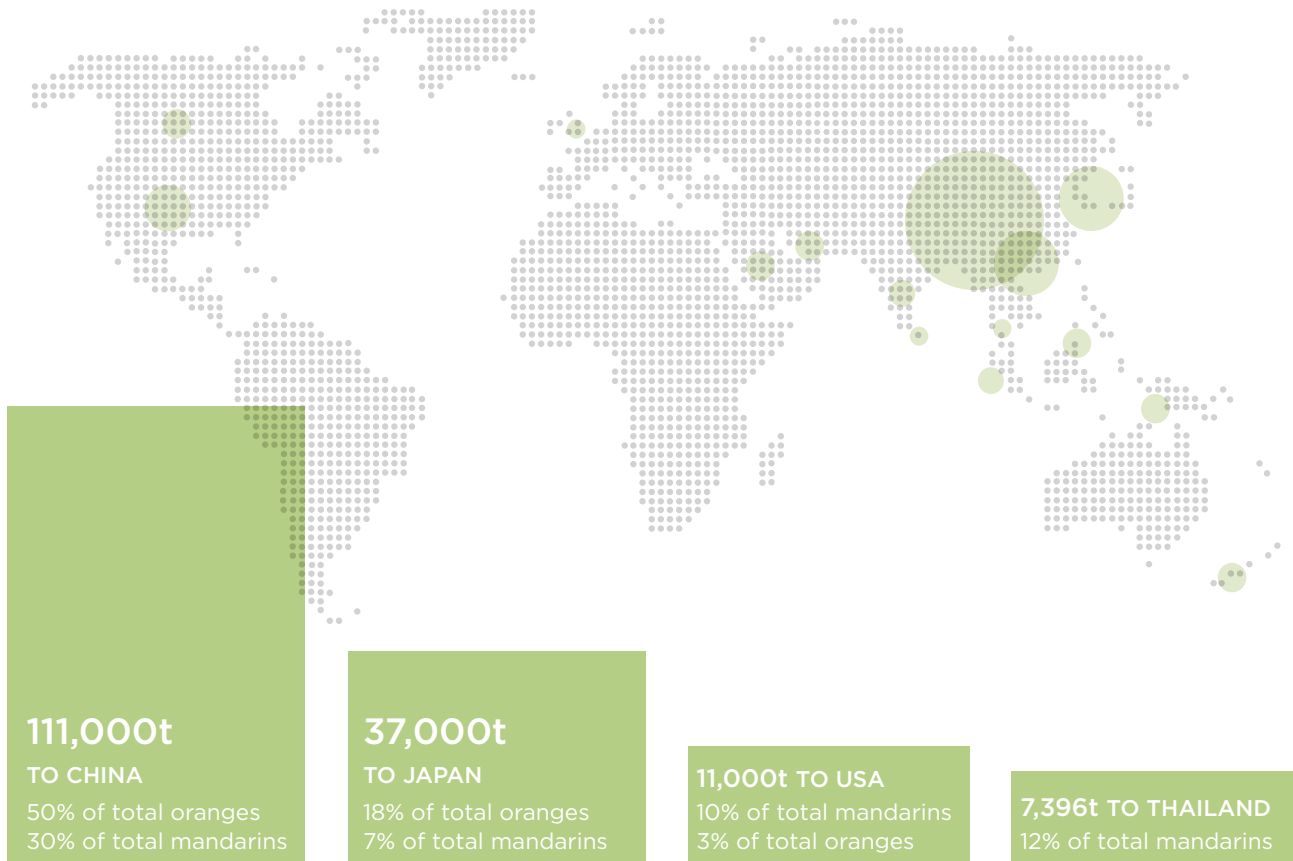 111,000t
TO CHINA
50% of total oranges
30% of total mandarins
37,000t
TO JAPAN
18% of total oranges
7% of total mandarins
11,000t TO USA
10% of total mandarins
3% of total oranges
7,396t TO THAILAND
12% of total mandarins